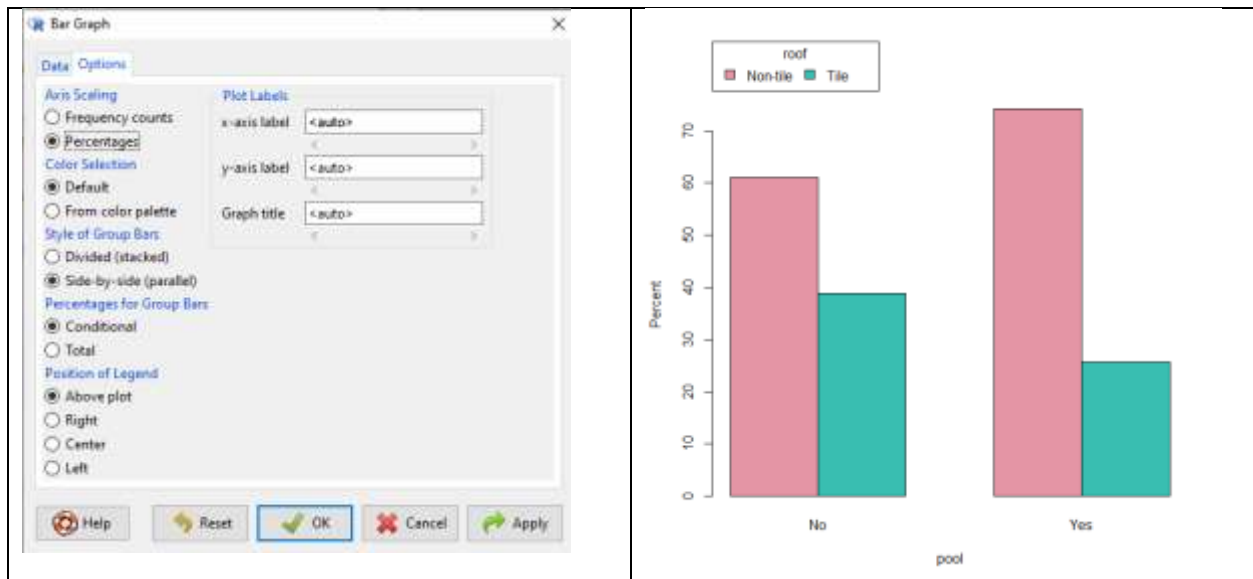 Bar Graph
Data Options
Axis Scaling
Frequency counts
Percentages
Color Selection
Default
From color palette
Style of Group Bars
Divided (stacked)
Side-by-side (parallel)
Percentages for Group Bars
Conditional
Total
Position of Legend
Above plot
Right
Center
Left
Plot Labels
x-axis label <auto>
y-axis label <auto>
Graph title <auto>
Help Reset OK Cancel Apply
roof
Non-tile Tile
Percent
70
60
50
40
30
20
10
0
No Yes
pool